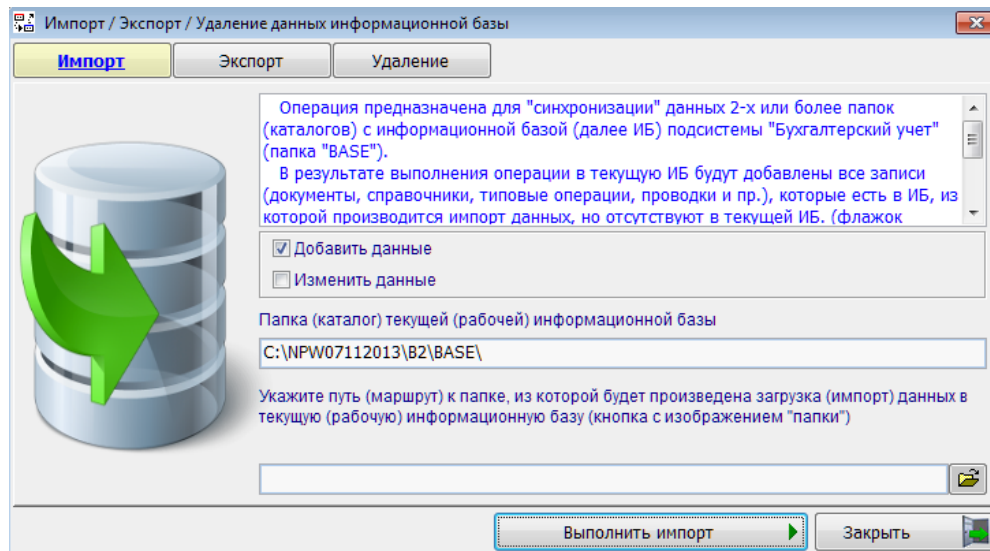 Импорт / Экспорт / Удаление данных информационной базы
Импорт
Экспорт
Удаление
Операция предназначена для "синхронизации" данных 2-х или более папок
(каталогов) с информационной базой (далее ИБ) подсистемы "Бухгалтерский учет"
(папка "BASE").
В результате выполнения операции в текущую ИБ будут добавлены все записи
(документы, справочники, типовые операции, проводки и пр.), которые есть в ИБ, из
которой производится импорт данных, но отсутствуют в текущей ИБ. (флажок
Добавить данные
Изменить данные
Папка (каталог) текущей (рабочей) информационной базы
C:\NPW07112013\B2\BASE\
Укажите путь (маршрут) к папке, из которой будет произведена загрузка (импорт) данных в
текущую (рабочую) информационную базу (кнопка с изображением "папки")
Выполнить импорт
Закрыть